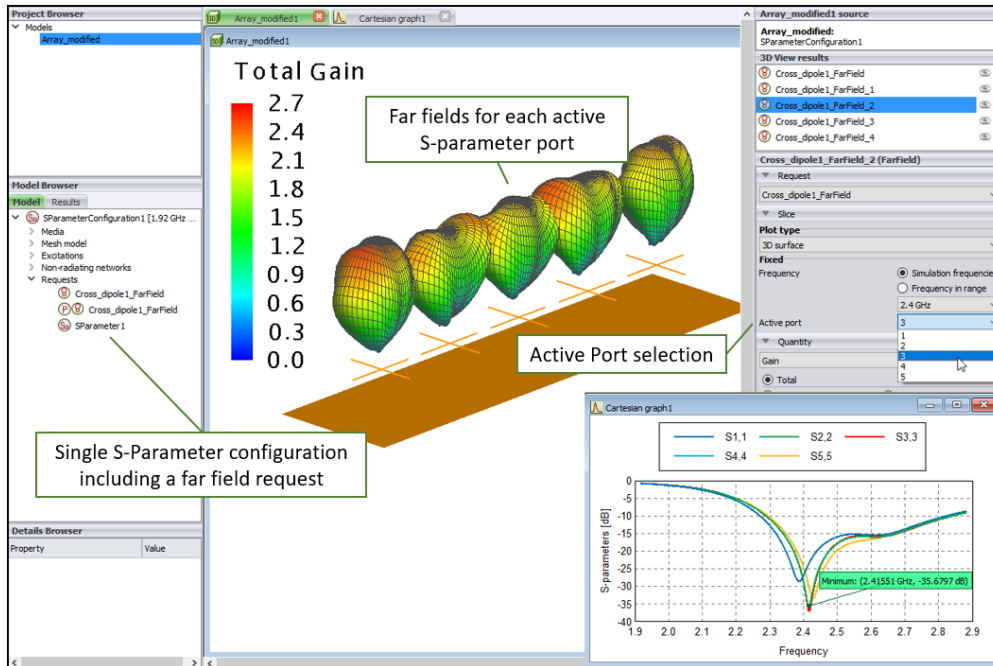 Project Browser
Models
Array_modified
Model Browser
Model
Results
SParameterConfiguration1 [1.92 GHz ...
Media
Mesh model
Excitations
Non-radiating networks
Requests
Cross_dipole1_FarField
P
Cross_dipole1_FarField
SParameter1
Details Browser
Property
Value
Array_modified1
Cartesian graph1
Array_modified1
Total Gain
2.7
2.4
2.1
1.8
1.5
1.2
0.9
0.6
0.3
0.0
Far fields for each active
S-parameter port
Active Port selection
Single S-Parameter configuration
including a far field request
Array_modified1 source
Array_modified:
SParameterConfiguration1
3D View results
Cross_dipole1_FarField
Cross_dipole1_FarField_1
Cross_dipole1_FarField_2
Cross_dipole1_FarField_3
Cross_dipole1_FarField_4
Cross_dipole1_FarField_2 (FarField)
Request
Cross_dipole1_FarField
Slice
Plot type
3D surface
Fixed
Frequency
Simulation frequencie
Frequency in range
2.4 GHz
Active port
3
1
2
3
4
5
Quantity
Gain
Total
Cartesian graph1
S1,1
S2,2
S3,3
S4,4
S5,5
S-parameters [dB]
0
-5
-10
-15
-20
-25
-30
-35
-40
Minimum: (2.41551 GHz, -35.6797 dB)
1.9 2.0 2.1 2.2 2.3 2.4 2.5 2.6 2.7 2.8 2.9
Frequency